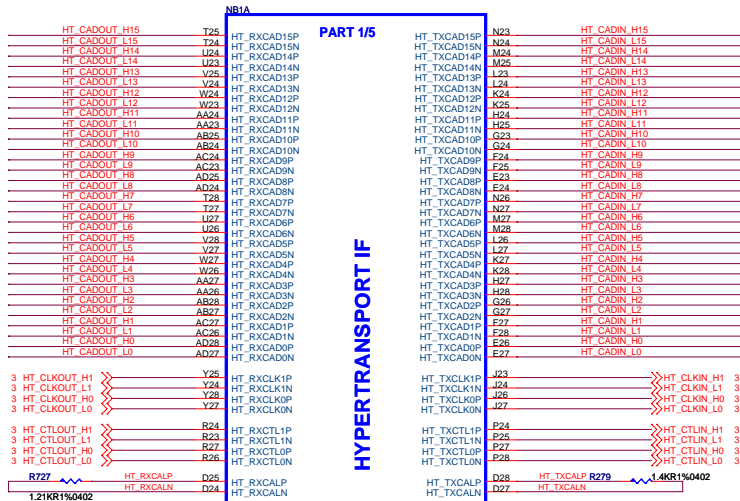 NB1A
PART 1/5
HYPERTRANSPORT IF
HT_CADOUT_H15 T25 HT_RXCAD15P HT_TXCAD15P N23 HT_CADIN_H15
HT_CADOUT_L15 T24 HT_RXCAD15N HT_TXCAD15N N24 HT_CADIN_L15
HT_CADOUT_H14 U24 HT_RXCAD14P HT_TXCAD14P M24 HT_CADIN_H14
HT_CADOUT_L14 U23 HT_RXCAD14N HT_TXCAD14N M25 HT_CADIN_L14
HT_CADOUT_H13 V25 HT_RXCAD13P HT_TXCAD13P L23 HT_CADIN_H13
HT_CADOUT_L13 V24 HT_RXCAD13N HT_TXCAD13N L24 HT_CADIN_L13
HT_CADOUT_H12 W24 HT_RXCAD12P HT_TXCAD12P K24 HT_CADIN_H12
HT_CADOUT_L12 W23 HT_RXCAD12N HT_TXCAD12N K25 HT_CADIN_L12
HT_CADOUT_H11 AA24 HT_RXCAD11P HT_TXCAD11P H24 HT_CADIN_H11
HT_CADOUT_L11 AA23 HT_RXCAD11N HT_TXCAD11N H25 HT_CADIN_L11
HT_CADOUT_H10 AB25 HT_RXCAD10P HT_TXCAD10P G23 HT_CADIN_H10
HT_CADOUT_L10 AB24 HT_RXCAD10N HT_TXCAD10N G24 HT_CADIN_L10
HT_CADOUT_H9 AC24 HT_RXCAD9P HT_TXCAD9P F24 HT_CADIN_H9
HT_CADOUT_L9 AC23 HT_RXCAD9N HT_TXCAD9N F25 HT_CADIN_L9
HT_CADOUT_H8 AD25 HT_RXCAD8P HT_TXCAD8P E23 HT_CADIN_H8
HT_CADOUT_L8 AD24 HT_RXCAD8N HT_TXCAD8N E24 HT_CADIN_L8
HT_CADOUT_H7 T28 HT_RXCAD7P HT_TXCAD7P N26 HT_CADIN_H7
HT_CADOUT_L7 T27 HT_RXCAD7N HT_TXCAD7N N27 HT_CADIN_L7
HT_CADOUT_H6 U27 HT_RXCAD6P HT_TXCAD6P M27 HT_CADIN_H6
HT_CADOUT_L6 U26 HT_RXCAD6N HT_TXCAD6N M28 HT_CADIN_L6
HT_CADOUT_H5 V28 HT_RXCAD5P HT_TXCAD5P L26 HT_CADIN_H5
HT_CADOUT_L5 V27 HT_RXCAD5N HT_TXCAD5N L27 HT_CADIN_L5
HT_CADOUT_H4 W27 HT_RXCAD4P HT_TXCAD4P K27 HT_CADIN_H4
HT_CADOUT_L4 W26 HT_RXCAD4N HT_TXCAD4N K28 HT_CADIN_L4
HT_CADOUT_H3 AA27 HT_RXCAD3P HT_TXCAD3P H27 HT_CADIN_H3
HT_CADOUT_L3 AA26 HT_RXCAD3N HT_TXCAD3N H28 HT_CADIN_L3
HT_CADOUT_H2 AB28 HT_RXCAD2P HT_TXCAD2P G26 HT_CADIN_H2
HT_CADOUT_L2 AB27 HT_RXCAD2N HT_TXCAD2N G27 HT_CADIN_L2
HT_CADOUT_H1 AC27 HT_RXCAD1P HT_TXCAD1P F27 HT_CADIN_H1
HT_CADOUT_L1 AC26 HT_RXCAD1N HT_TXCAD1N F28 HT_CADIN_L1
HT_CADOUT_H0 AD28 HT_RXCAD0P HT_TXCAD0P E26 HT_CADIN_H0
HT_CADOUT_L0 AD27 HT_RXCAD0N HT_TXCAD0N E27 HT_CADIN_L0
3 HT_CLKOUT_H1 Y25 HT_RXCLK1P HT_TXCLK1P J23 HT_CLKIN_H1 3
3 HT_CLKOUT_L1 Y24 HT_RXCLK1N HT_TXCLK1N J24 HT_CLKIN_L1 3
3 HT_CLKOUT_H0 Y28 HT_RXCLK0P HT_TXCLK0P J26 HT_CLKIN_H0 3
3 HT_CLKOUT_L0 Y27 HT_RXCLK0N HT_TXCLK0N J27 HT_CLKIN_L0 3
3 HT_CTLOUT_H1 R24 HT_RXCTL1P HT_TXCTL1P P24 HT_CTLIN_H1 3
3 HT_CTLOUT_L1 R23 HT_RXCTL1N HT_TXCTL1N P25 HT_CTLIN_L1 3
3 HT_CTLOUT_H0 R27 HT_RXCTL0P HT_TXCTL0P P27 HT_CTLIN_H0 3
3 HT_CTLOUT_L0 R26 HT_RXCTL0N HT_TXCTL0N P28 HT_CTLIN_L0 3
R727 HT_RXCALP D25 HT_RXCALP HT_TXCALP D28 HT_TXCALP R279 1.4KR1%0402
1.21KR1%0402 HT_RXCALN D24 HT_RXCALN HT_TXCALN D27 HT_TXCALN